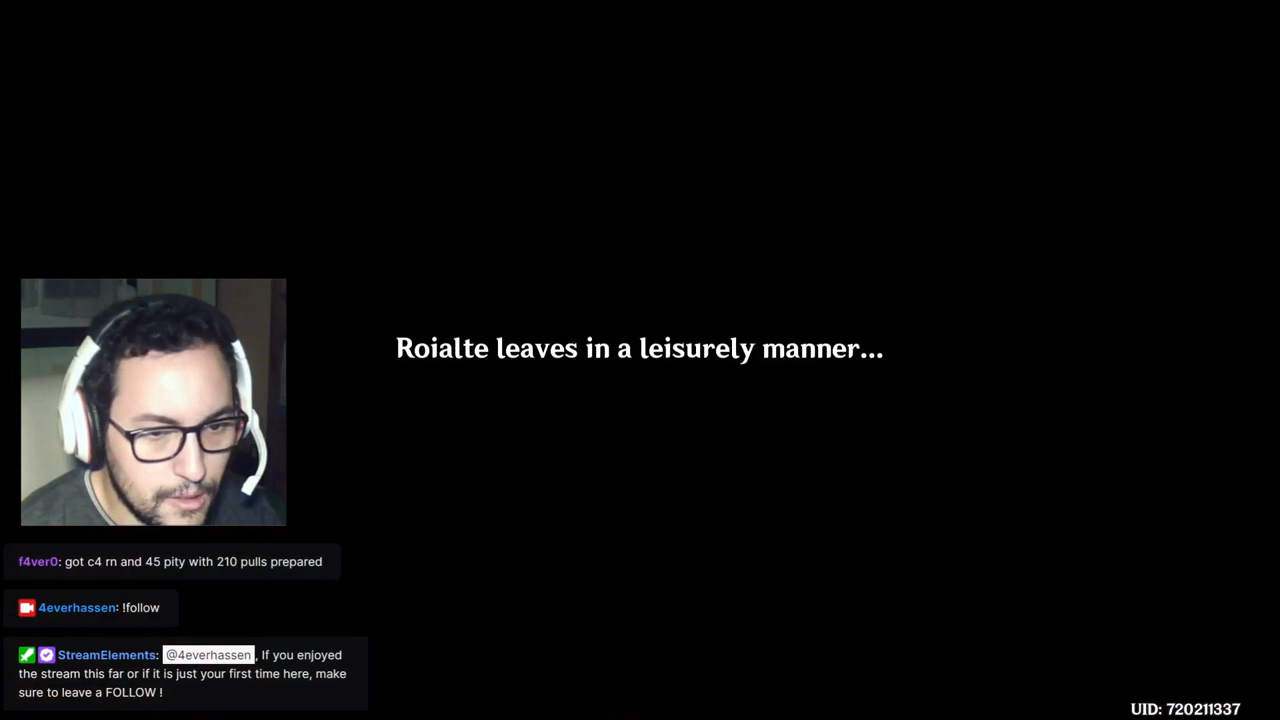 Roialte leaves in a leisurely manner...
f4ver0: got c4 rn and 45 pity with 210 pulls prepared
4everhassen: !follow
StreamElements: @4everhassen, If you enjoyed
the stream this far or if it is just your first time here, make
sure to leave a FOLLOW !
UID: 720211337